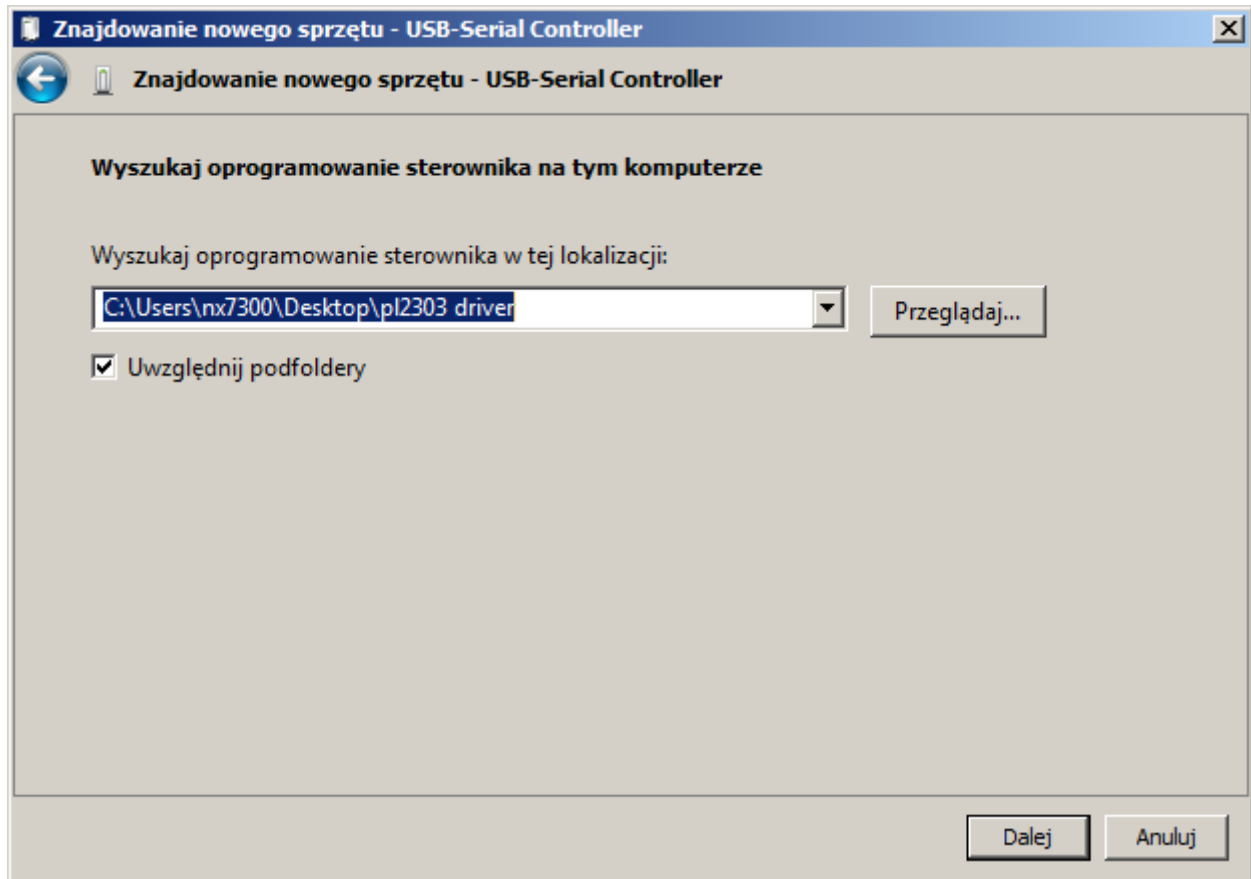 Znajdowanie nowego sprzętu - USB-Serial Controller
Znajdowanie nowego sprzętu - USB-Serial Controller
Wyszukaj oprogramowanie sterownika na tym komputerze
Wyszukaj oprogramowanie sterownika w tej lokalizacji:
C:\Users\nx7300\Desktop\pl2303 driver
Przeglądaj...
Uwzględnij podfoldery
Dalej
Anuluj